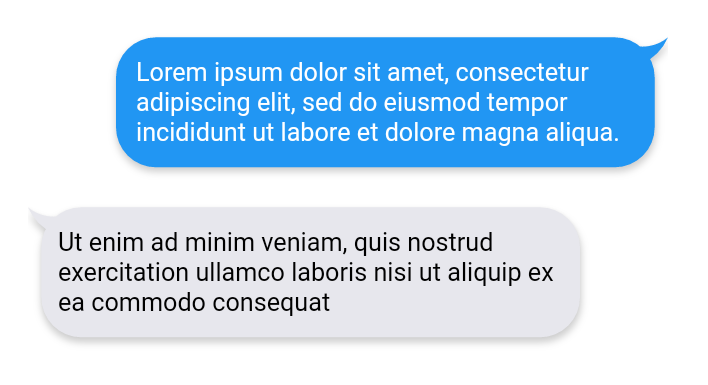 Lorem ipsum dolor sit amet, consectetur
adipiscing elit, sed do eiusmod tempor
incididunt ut labore et dolore magna aliqua.
Ut enim ad minim veniam, quis nostrud
exercitation ullamco laboris nisi ut aliquip ex
ea commodo consequat